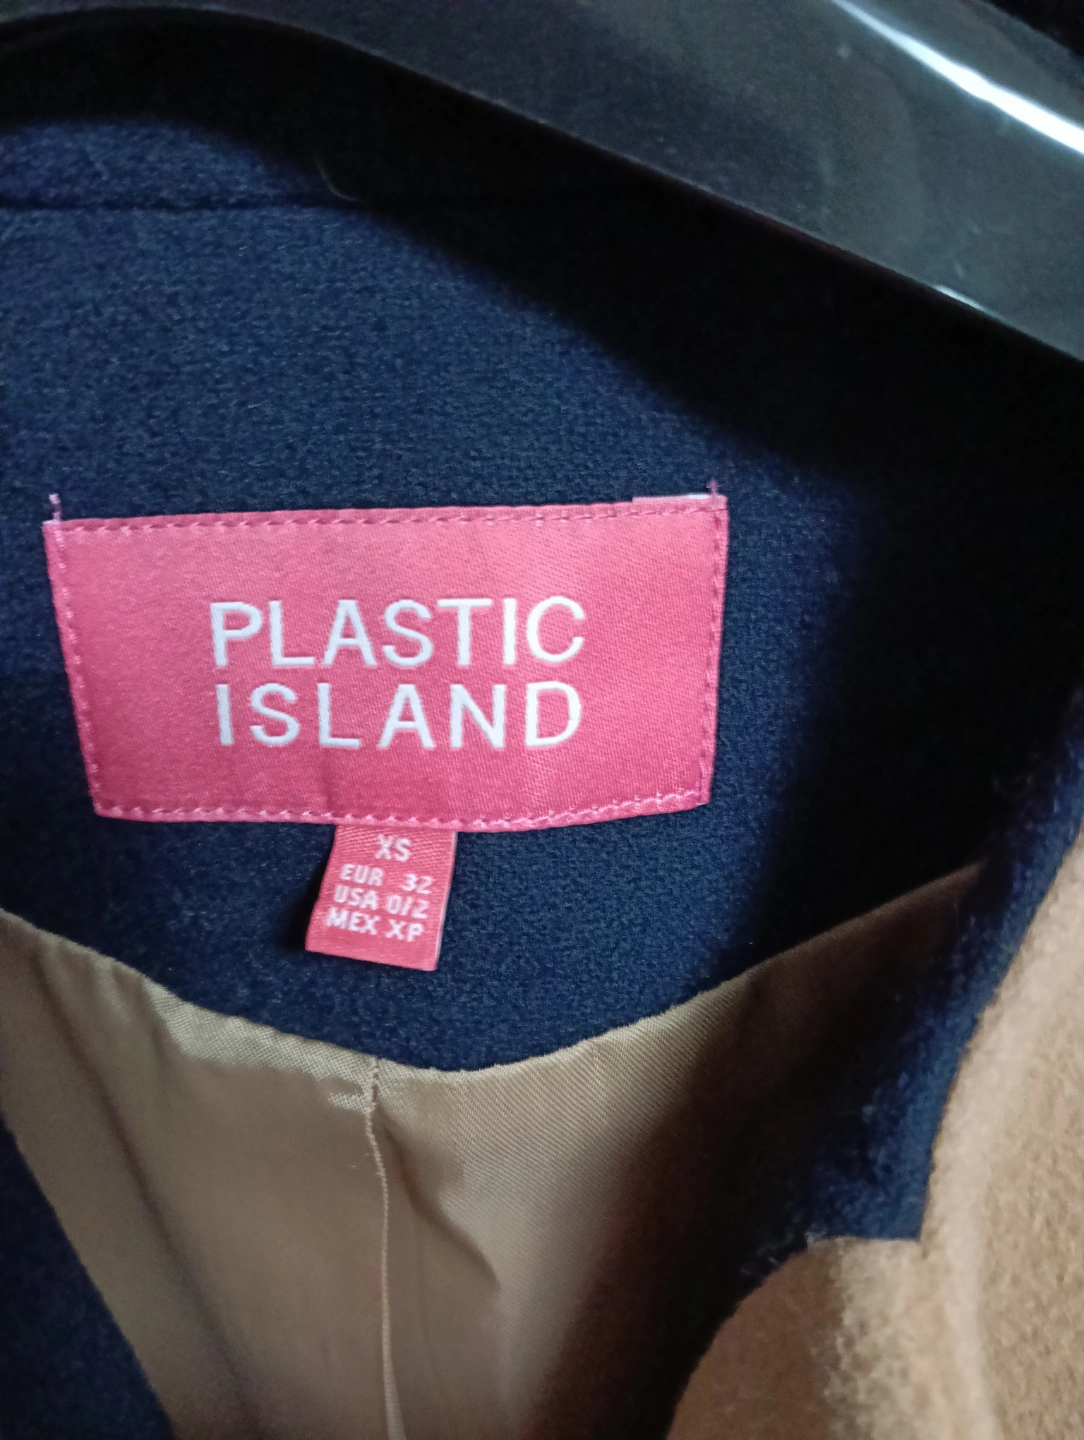 PLASTIC
ISLAND
XS
EUR 32
USA 0/2
MEX XP